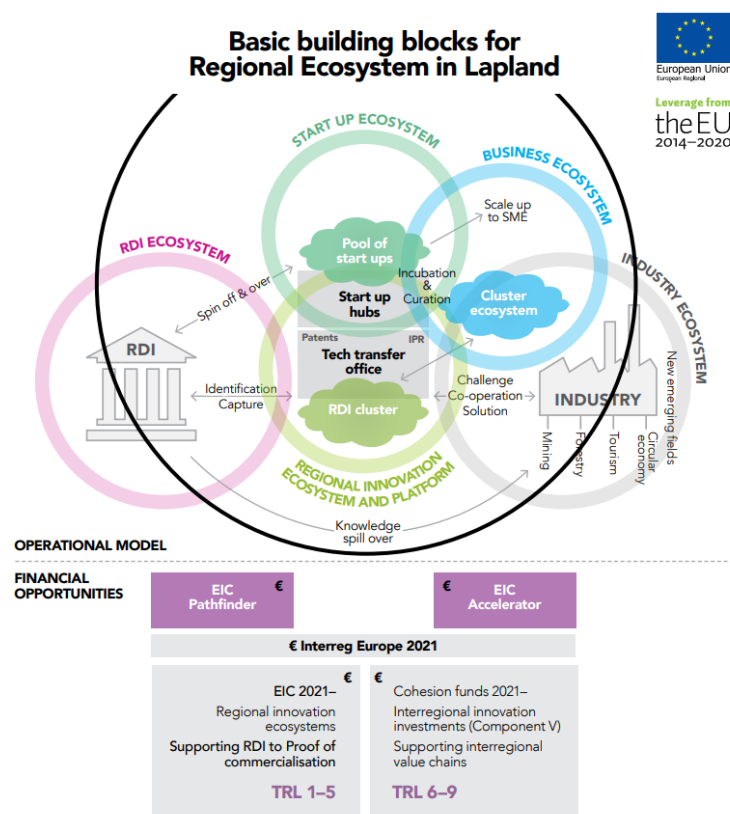 Basic building blocks for
Regional Ecosystem in Lapland
European Union
European Regional
Leverage from
the EU
2014–2020
START UP ECOSYSTEM
BUSINESS ECOSYSTEM
RDI ECOSYSTEM
INDUSTRY ECOSYSTEM
Scale up
to SME
Pool of
start ups
Spin off & over
Incubation
&
Curation
Start up
hubs
Cluster
ecosystem
Patents
IPR
Tech transfer
office
RDI
Identification
Capture
RDI cluster
Challenge
Co-operation
Solution
INDUSTRY
New emerging fields
Mining
Forestry
Tourism
Circular
economy
REGIONAL INNOVATION
ECOSYSTEM AND PLATFORM
Knowledge
spill over
OPERATIONAL MODEL
FINANCIAL
OPPORTUNITIES
EIC
Pathfinder
€
€
EIC
Accelerator
€ Interreg Europe 2021
€
EIC 2021–
Regional innovation
ecosystems
Supporting RDI to Proof of
commercialisation
TRL 1–5
€
Cohesion funds 2021–
Interregional innovation
investments (Component V)
Supporting interregional
value chains
TRL 6–9